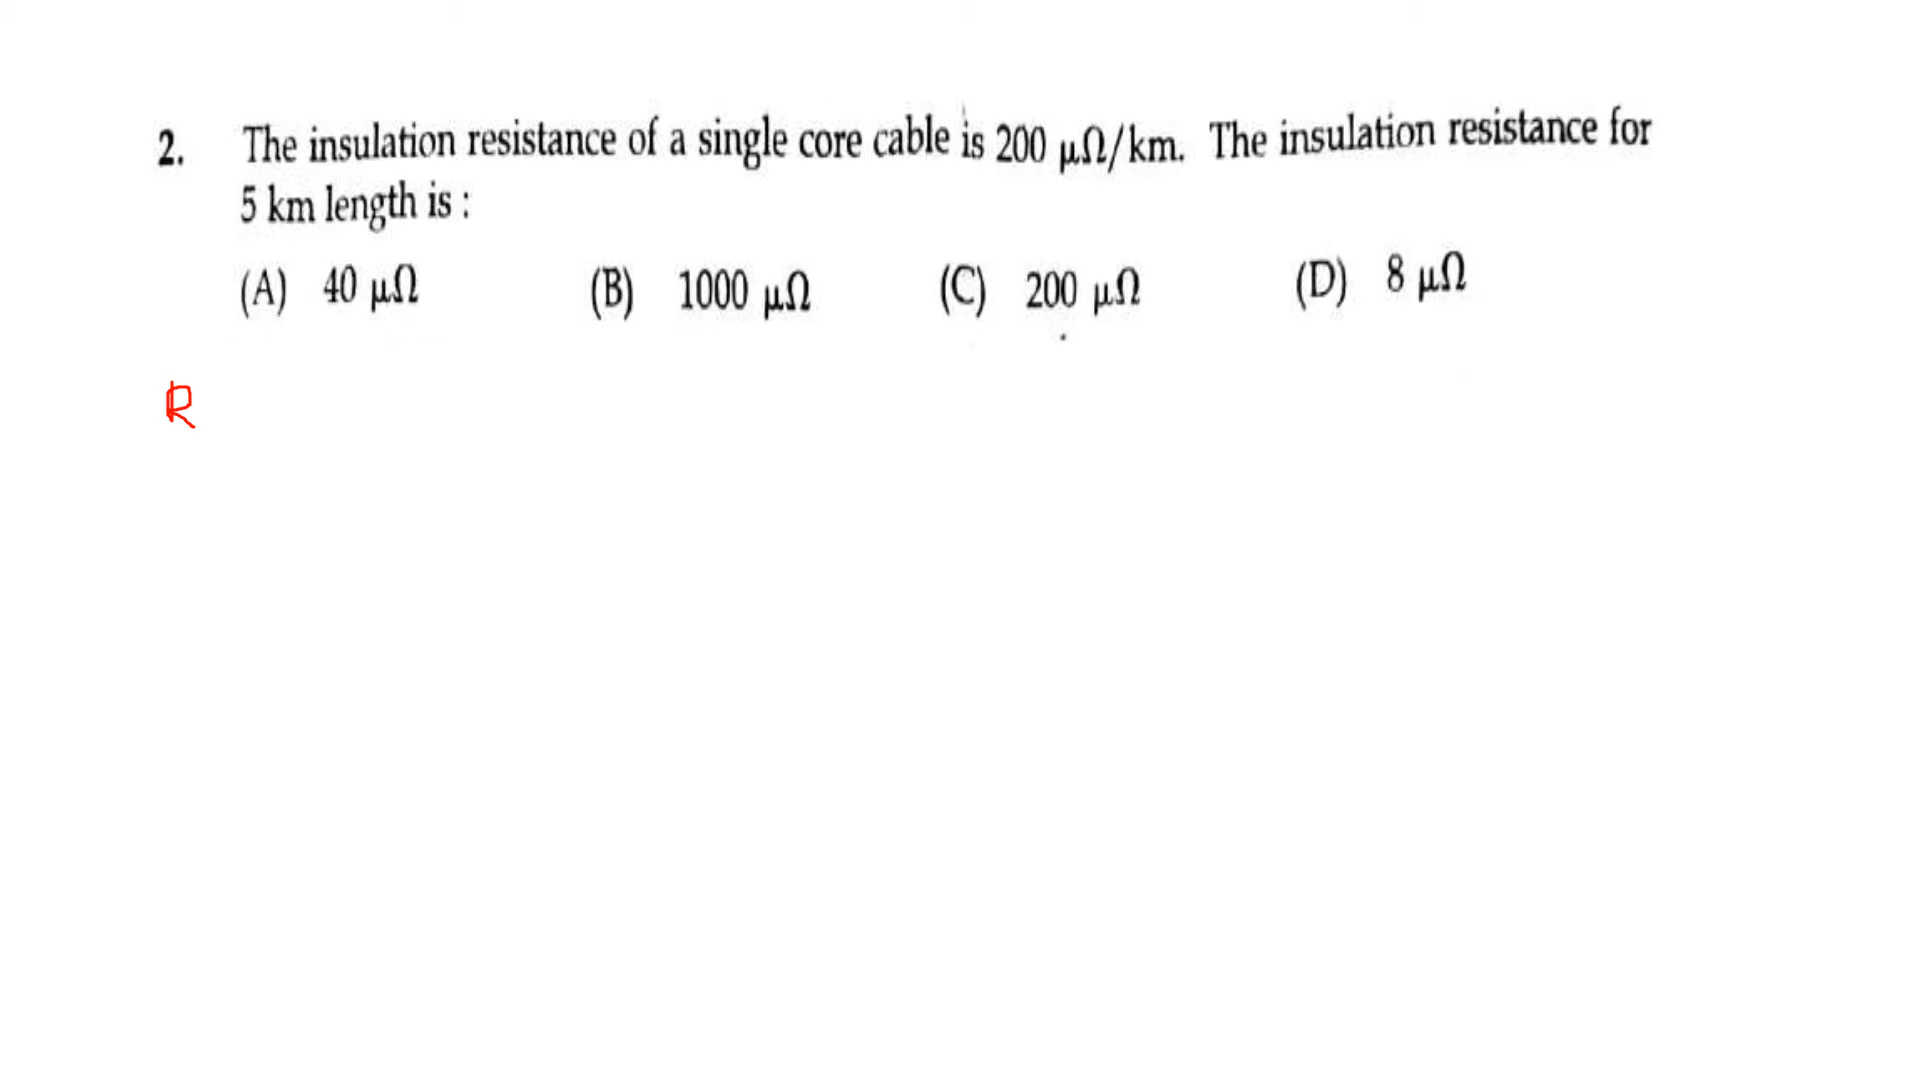 2. The insulation resistance of a single core cable is 200 μΩ/km. The insulation resistance for
5 km length is :
(A) 40 μΩ (B) 1000 μΩ (C) 200 μΩ (D) 8 μΩ
R